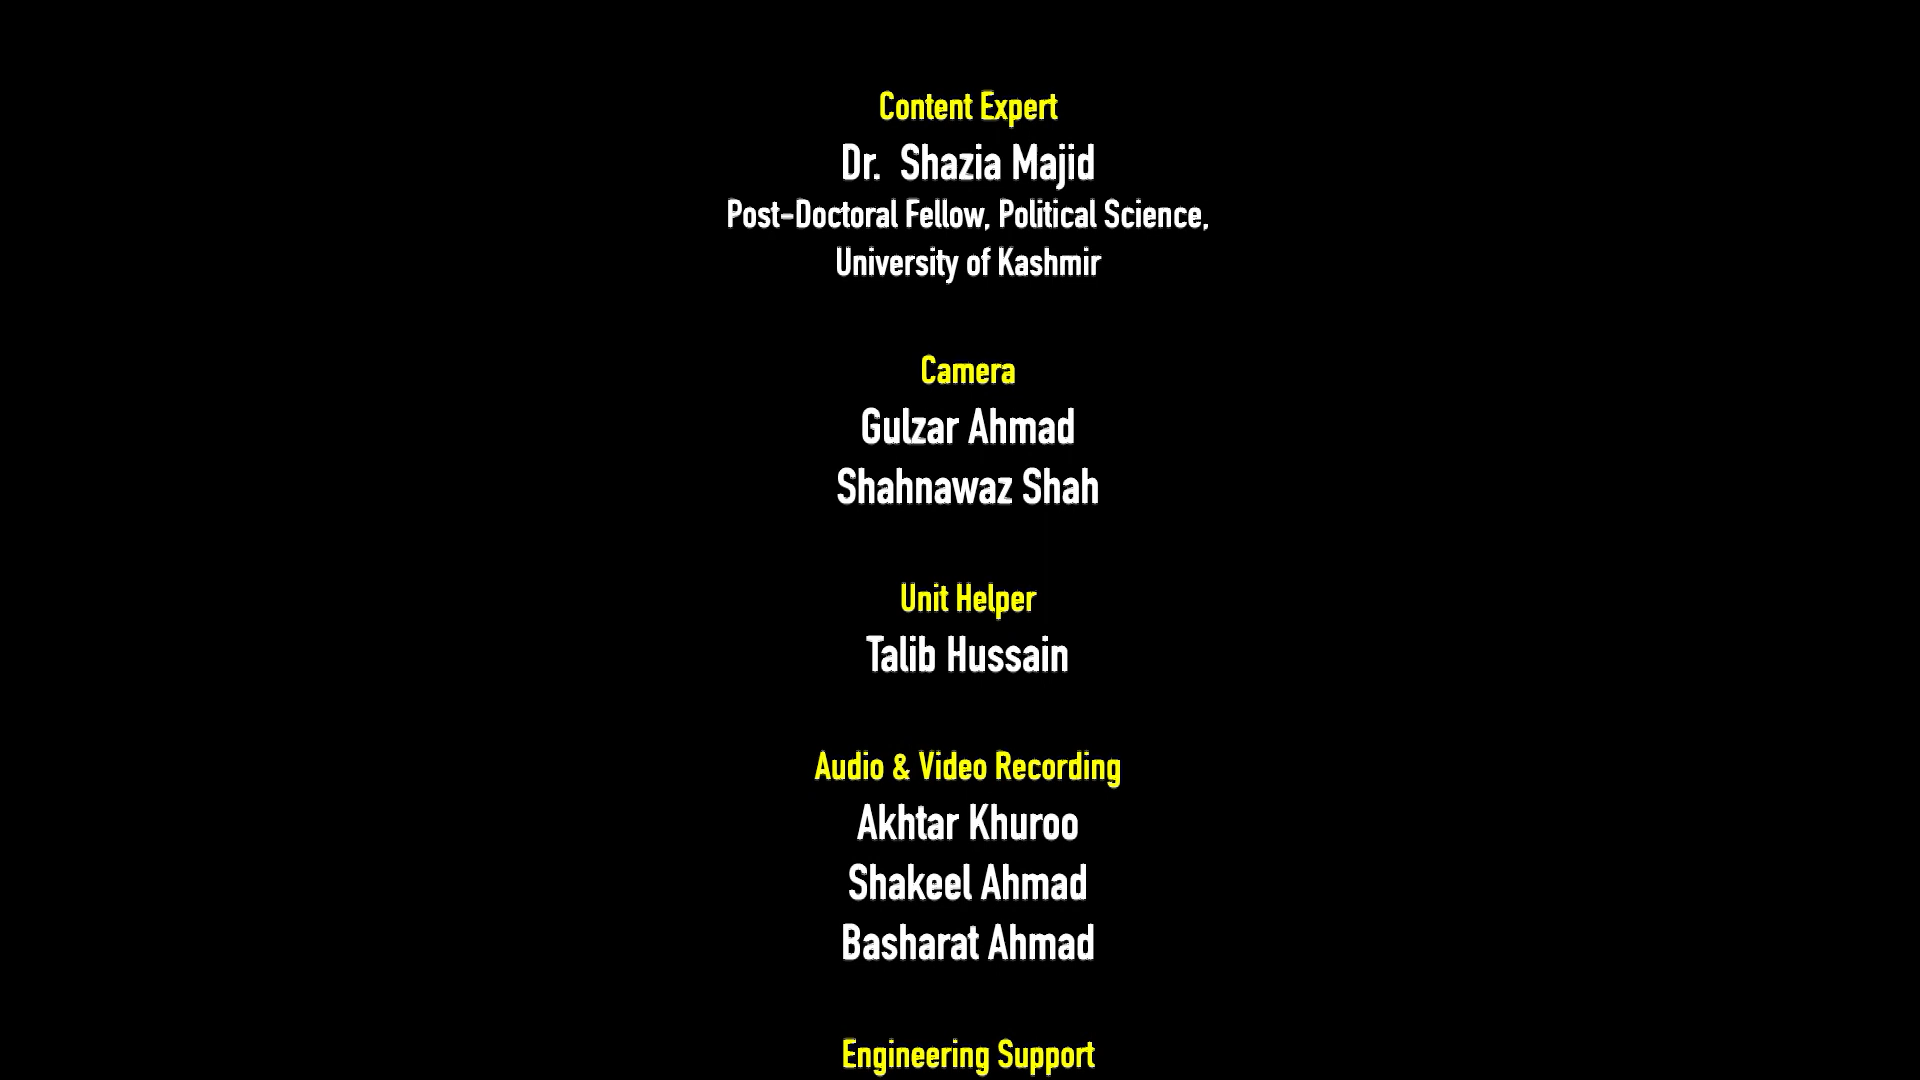 Content Expert
Dr.  Shazia Majid
Post-Doctoral Fellow, Political Science,
University of Kashmir
Camera
Gulzar Ahmad
Shahnawaz Shah
Unit Helper
Talib Hussain
Audio & Video Recording
Akhtar Khuroo
Shakeel Ahmad
Basharat Ahmad
Engineering Support